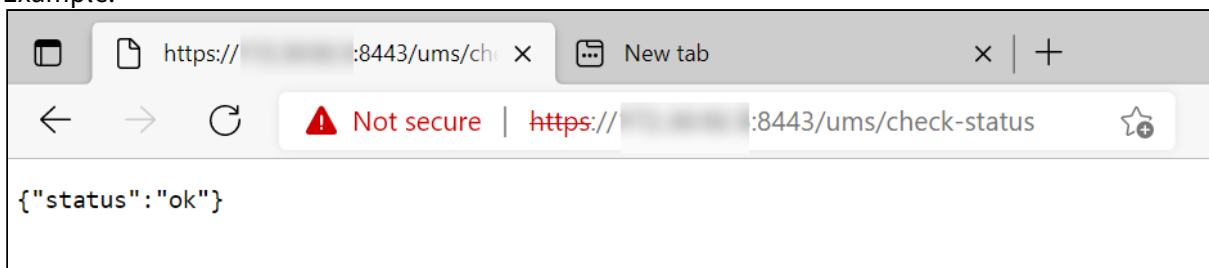 Example:
https:// :8443/ums/ch New tab
Not secure | https:// :8443/ums/check-status
{"status":"ok"}